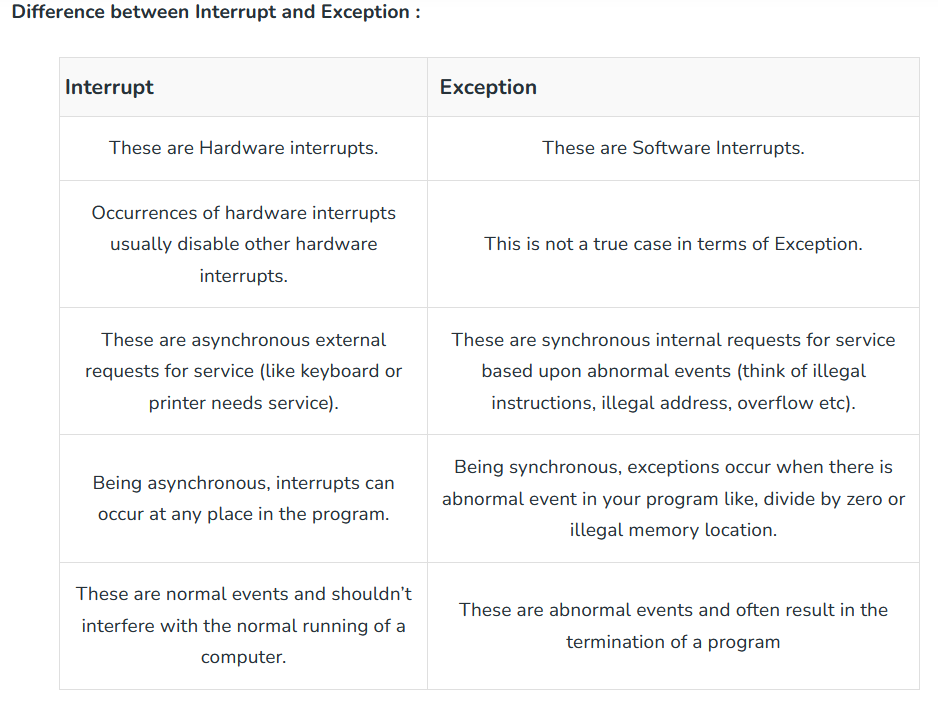 Difference between Interrupt and Exception :
Interrupt
Exception
These are Hardware interrupts.
These are Software Interrupts.
Occurrences of hardware interrupts
usually disable other hardware
interrupts.
This is not a true case in terms of Exception.
These are asynchronous external
requests for service (like keyboard or
printer needs service).
These are synchronous internal requests for service
based upon abnormal events (think of illegal
instructions, illegal address, overflow etc).
Being asynchronous, interrupts can
occur at any place in the program.
Being synchronous, exceptions occur when there is
abnormal event in your program like, divide by zero or
illegal memory location.
These are normal events and shouldn’t
interfere with the normal running of a
computer.
These are abnormal events and often result in the
termination of a program